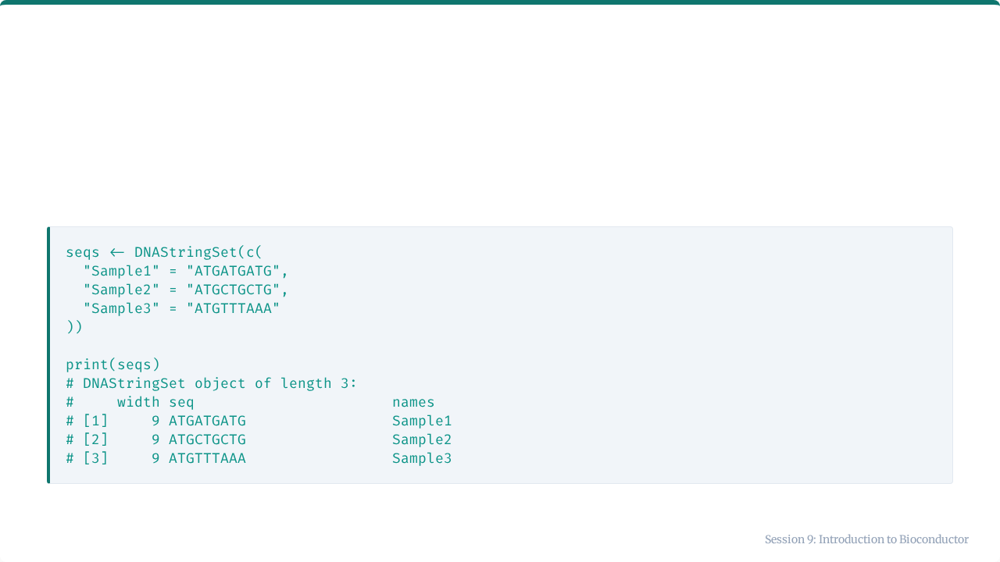 seqs <- DNAStringSet(c(
  "Sample1" = "ATGATGATG",
  "Sample2" = "ATGCTGCTG",
  "Sample3" = "ATGTTTAAA"
))
print(seqs)
# DNAStringSet object of length 3:
#     width seq                       names
# [1]     9 ATGATGATG                 Sample1
# [2]     9 ATGCTGCTG                 Sample2
# [3]     9 ATGTTTAAA                 Sample3
Session 9: Introduction to Bioconductor